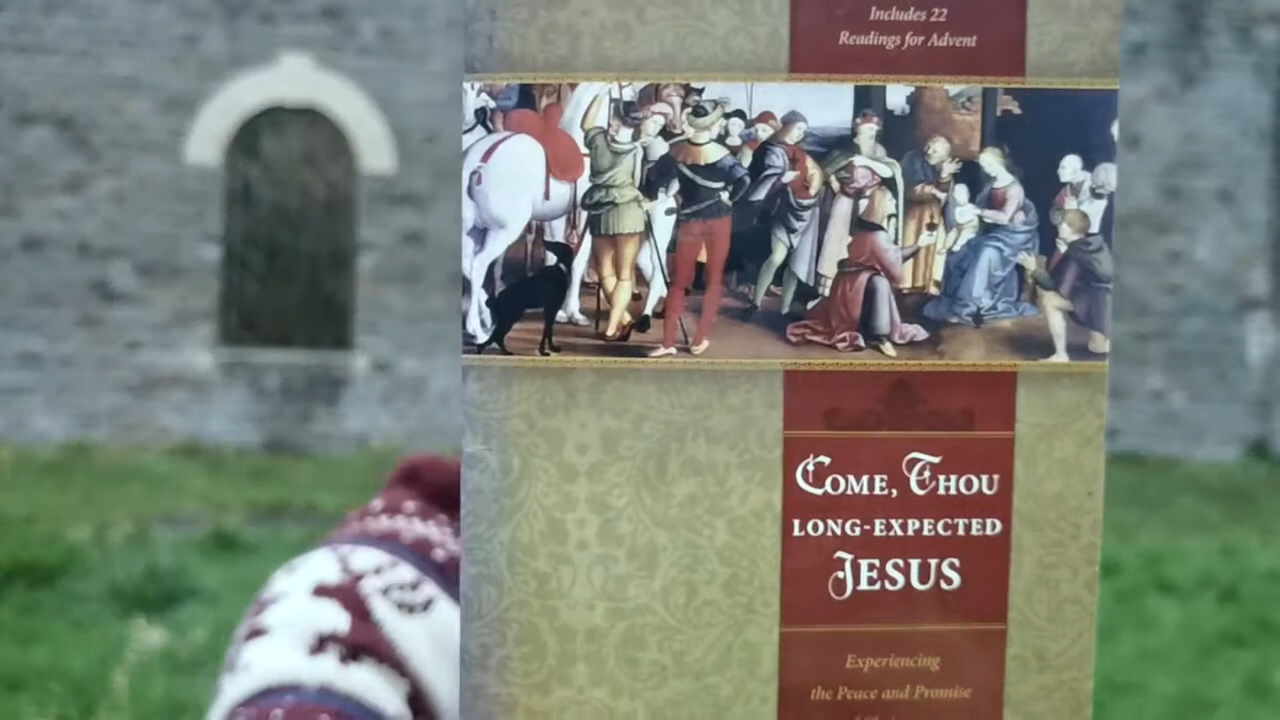 Includes 22
Readings for Advent
COME, THOU
LONG-EXPECTED
JESUS
Experiencing
the Peace and Promise